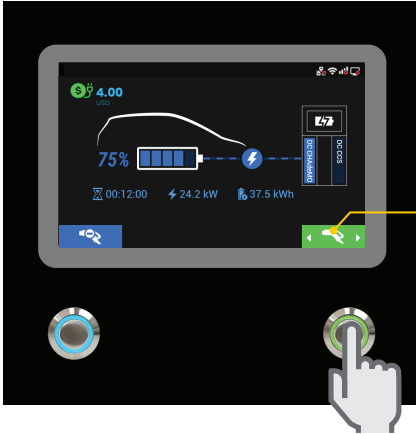 $ 4.00
USD
75%
DC CHAdeMO
DC CCS
00:12:00 24.2 kW 37.5 kWh